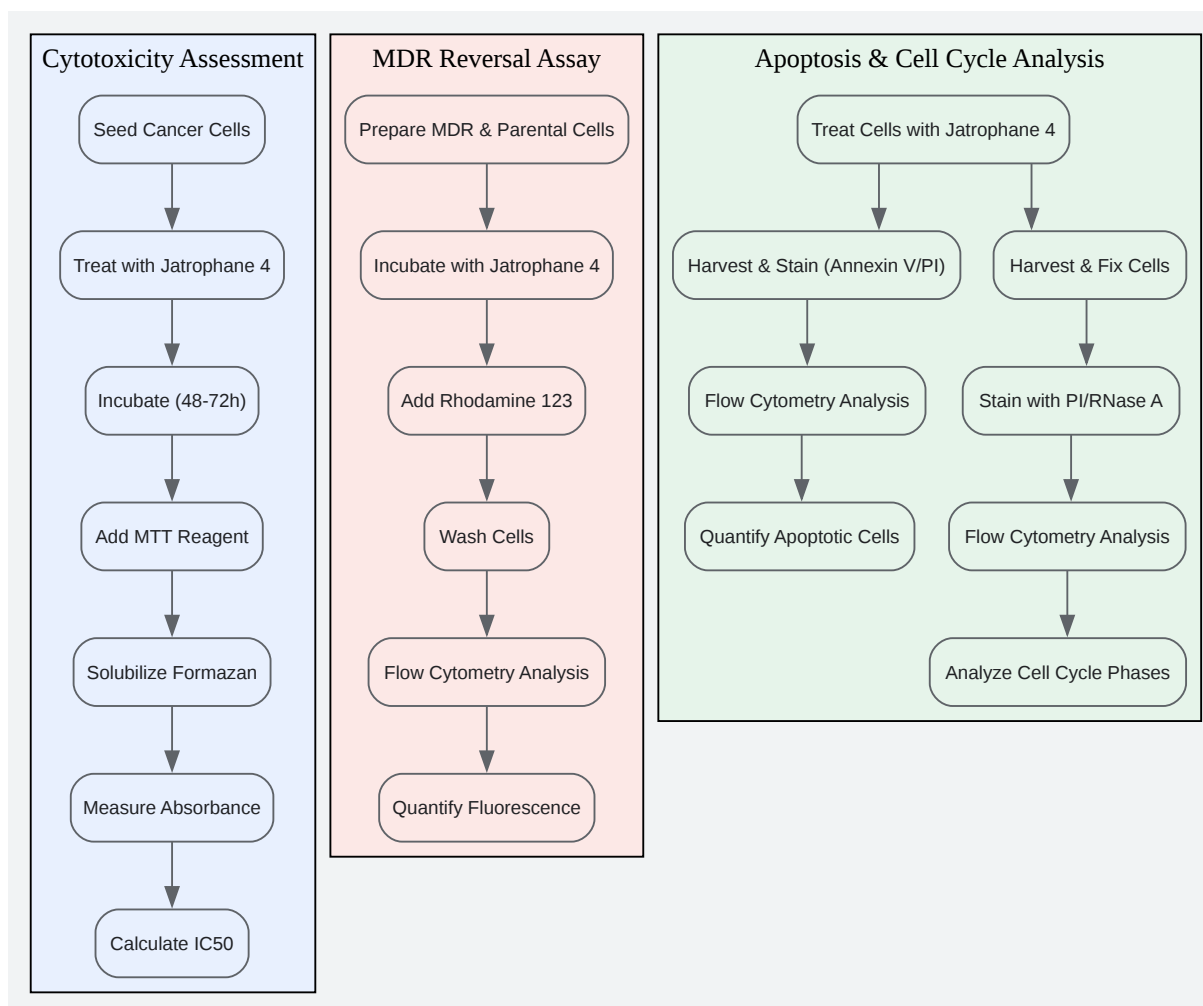 Cytotoxicity Assessment
Seed Cancer Cells
Treat with Jatrophane 4
Incubate (48-72h)
Add MTT Reagent
Solubilize Formazan
Measure Absorbance
Calculate IC50
MDR Reversal Assay
Prepare MDR & Parental Cells
Incubate with Jatrophane 4
Add Rhodamine 123
Wash Cells
Flow Cytometry Analysis
Quantify Fluorescence
Apoptosis & Cell Cycle Analysis
Treat Cells with Jatrophane 4
Harvest & Stain (Annexin V/PI)
Flow Cytometry Analysis
Quantify Apoptotic Cells
Harvest & Fix Cells
Stain with PI/RNase A
Flow Cytometry Analysis
Analyze Cell Cycle Phases